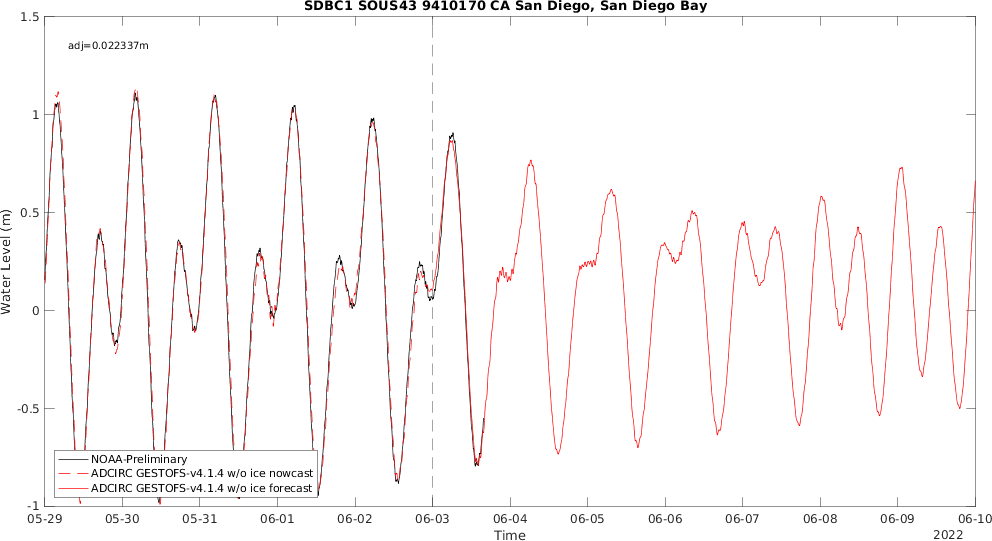 SDBC1 SOUS43 9410170 CA San Diego, San Diego Bay
adj=0.022337m
1.5
1
0.5
0
-0.5
-1
Water Level (m)
NOAA-Preliminary
ADCIRC GESTOFS-v4.1.4 w/o ice nowcast
ADCIRC GESTOFS-v4.1.4 w/o ice forecast
05-29 05-30 05-31 06-01 06-02 06-03 06-04 06-05 06-06 06-07 06-08 06-09 06-10
Time
2022